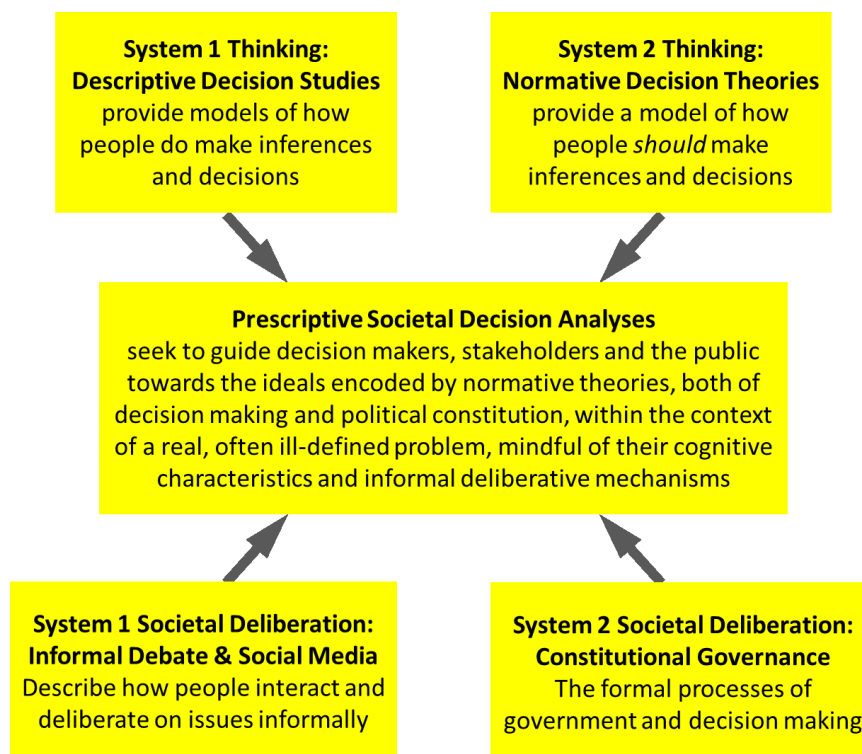 System 1 Thinking:
Descriptive Decision Studies
provide models of how
people do make inferences
and decisions
System 2 Thinking:
Normative Decision Theories
provide a model of how
people should make
inferences and decisions
Prescriptive Societal Decision Analyses
seek to guide decision makers, stakeholders and the public
towards the ideals encoded by normative theories, both of
decision making and political constitution, within the context
of a real, often ill-defined problem, mindful of their cognitive
characteristics and informal deliberative mechanisms
System 1 Societal Deliberation:
Informal Debate & Social Media
Describe how people interact and
deliberate on issues informally
System 2 Societal Deliberation:
Constitutional Governance
The formal processes of
government and decision making